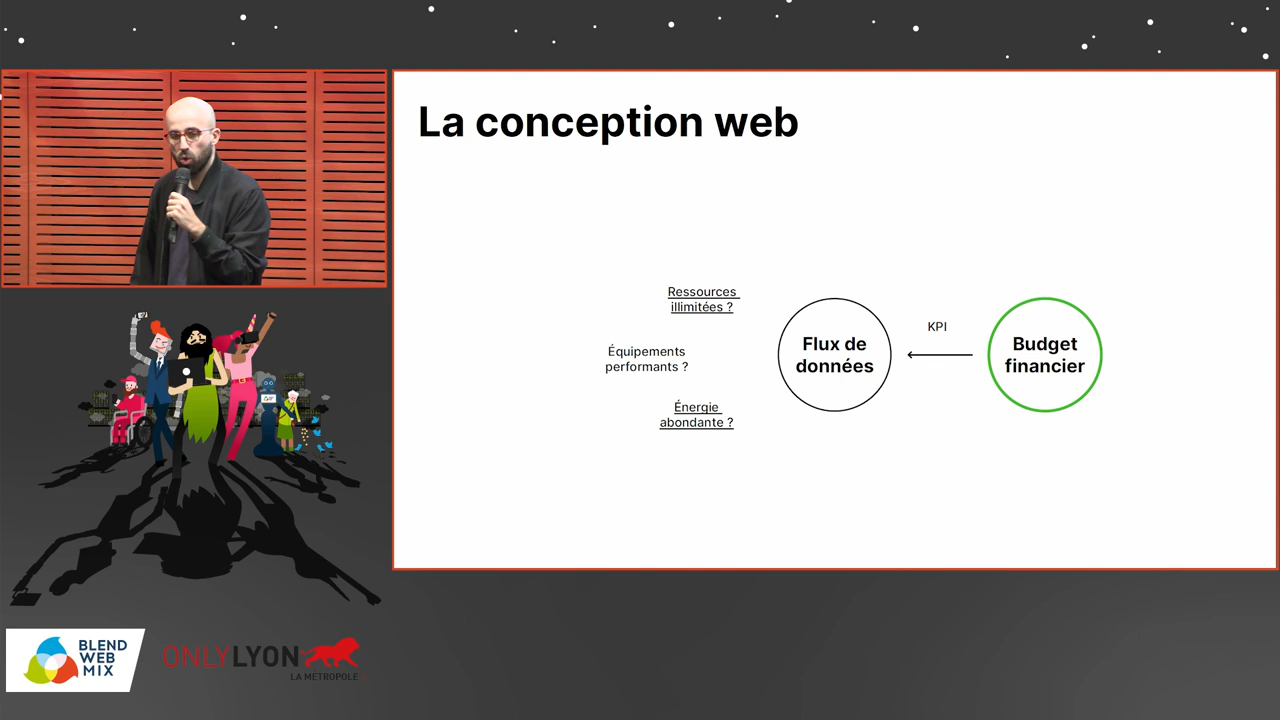 La conception web
Ressources
illimitées ?
Équipements
performants ?
Énergie
abondante ?
Flux de
données
KPI
Budget
financier
BLEND
WEB
MIX
ONLYLYON
LA MÉTROPOLE